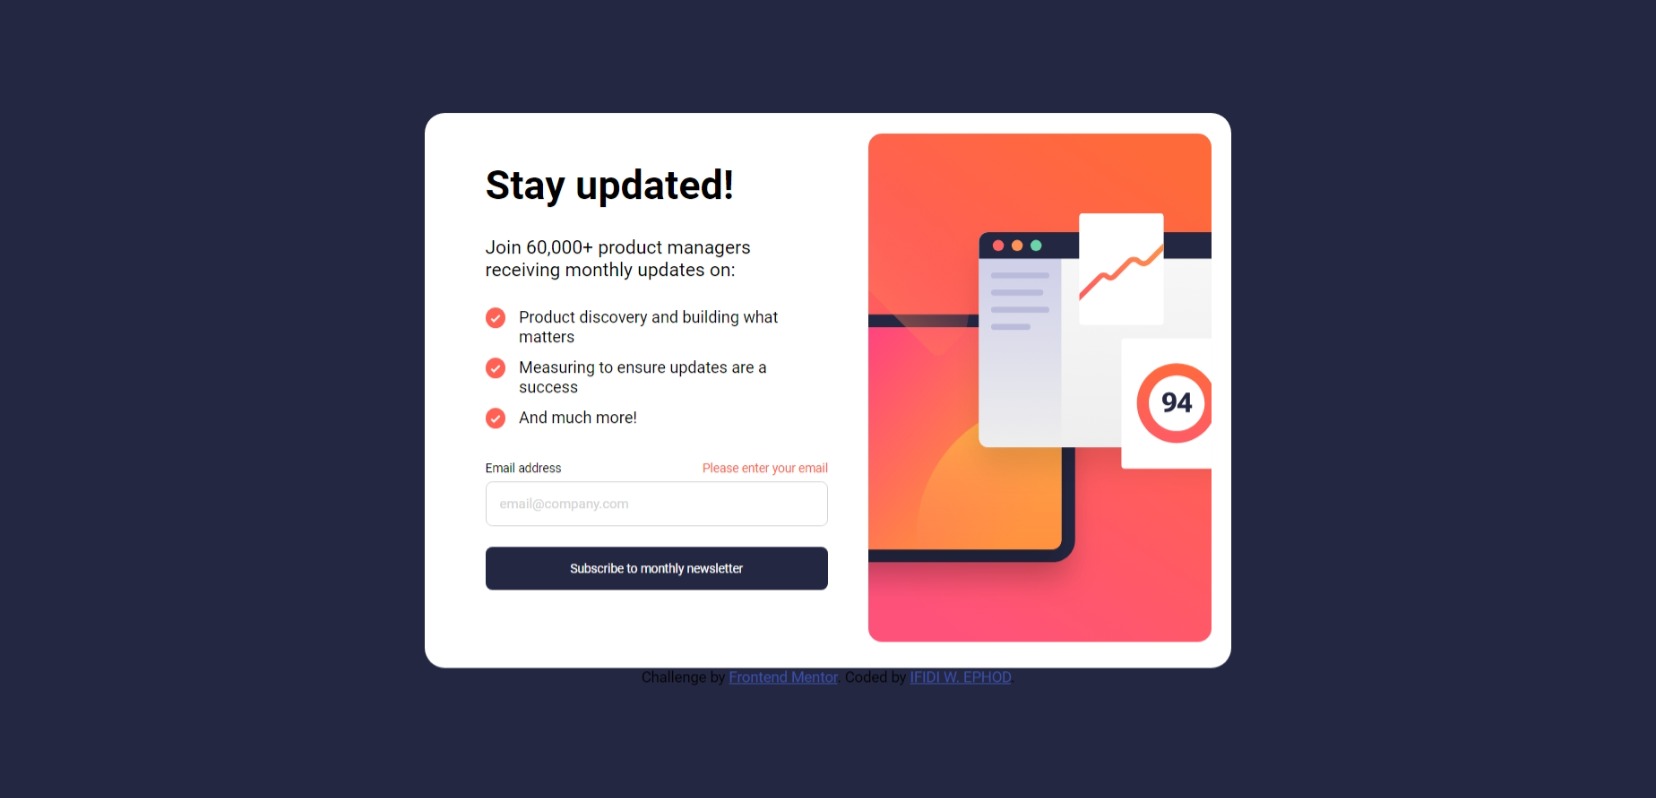 Stay updated!
Join 60,000+ product managers
receiving monthly updates on:
Product discovery and building what
matters
Measuring to ensure updates are a
success
And much more!
Email address
Please enter your email
email@company.com
Subscribe to monthly newsletter
94
Challenge by Frontend Mentor. Coded by IFIDI W. EPHOD.